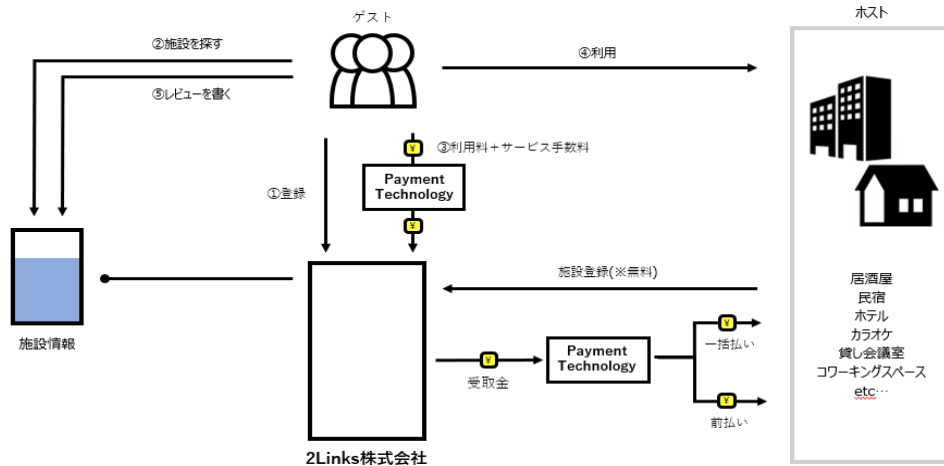 ゲスト
ホスト
②施設を探す
④利用
⑤レビューを書く
¥
③利用料＋サービス手数料
Payment
Technology
①登録
¥
施設登録(※無料)
居酒屋
民宿
ホテル
カラオケ
貸し会議室
コワーキングスペース
etc…
施設情報
¥
受取金
Payment
Technology
¥
一括払い
¥
前払い
2Links株式会社